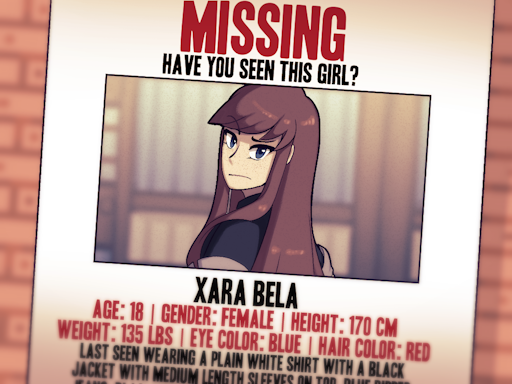 MISSING
HAVE YOU SEEN THIS GIRL?
XARA BELA
AGE: 18 | GENDER: FEMALE | HEIGHT: 170 CM
WEIGHT: 135 LBS | EYE COLOR: BLUE | HAIR COLOR: RED
LAST SEEN WEARING A PLAIN WHITE SHIRT WITH A BLACK
JACKET WITH MEDIUM LENGTH SLEEVES ON TOP